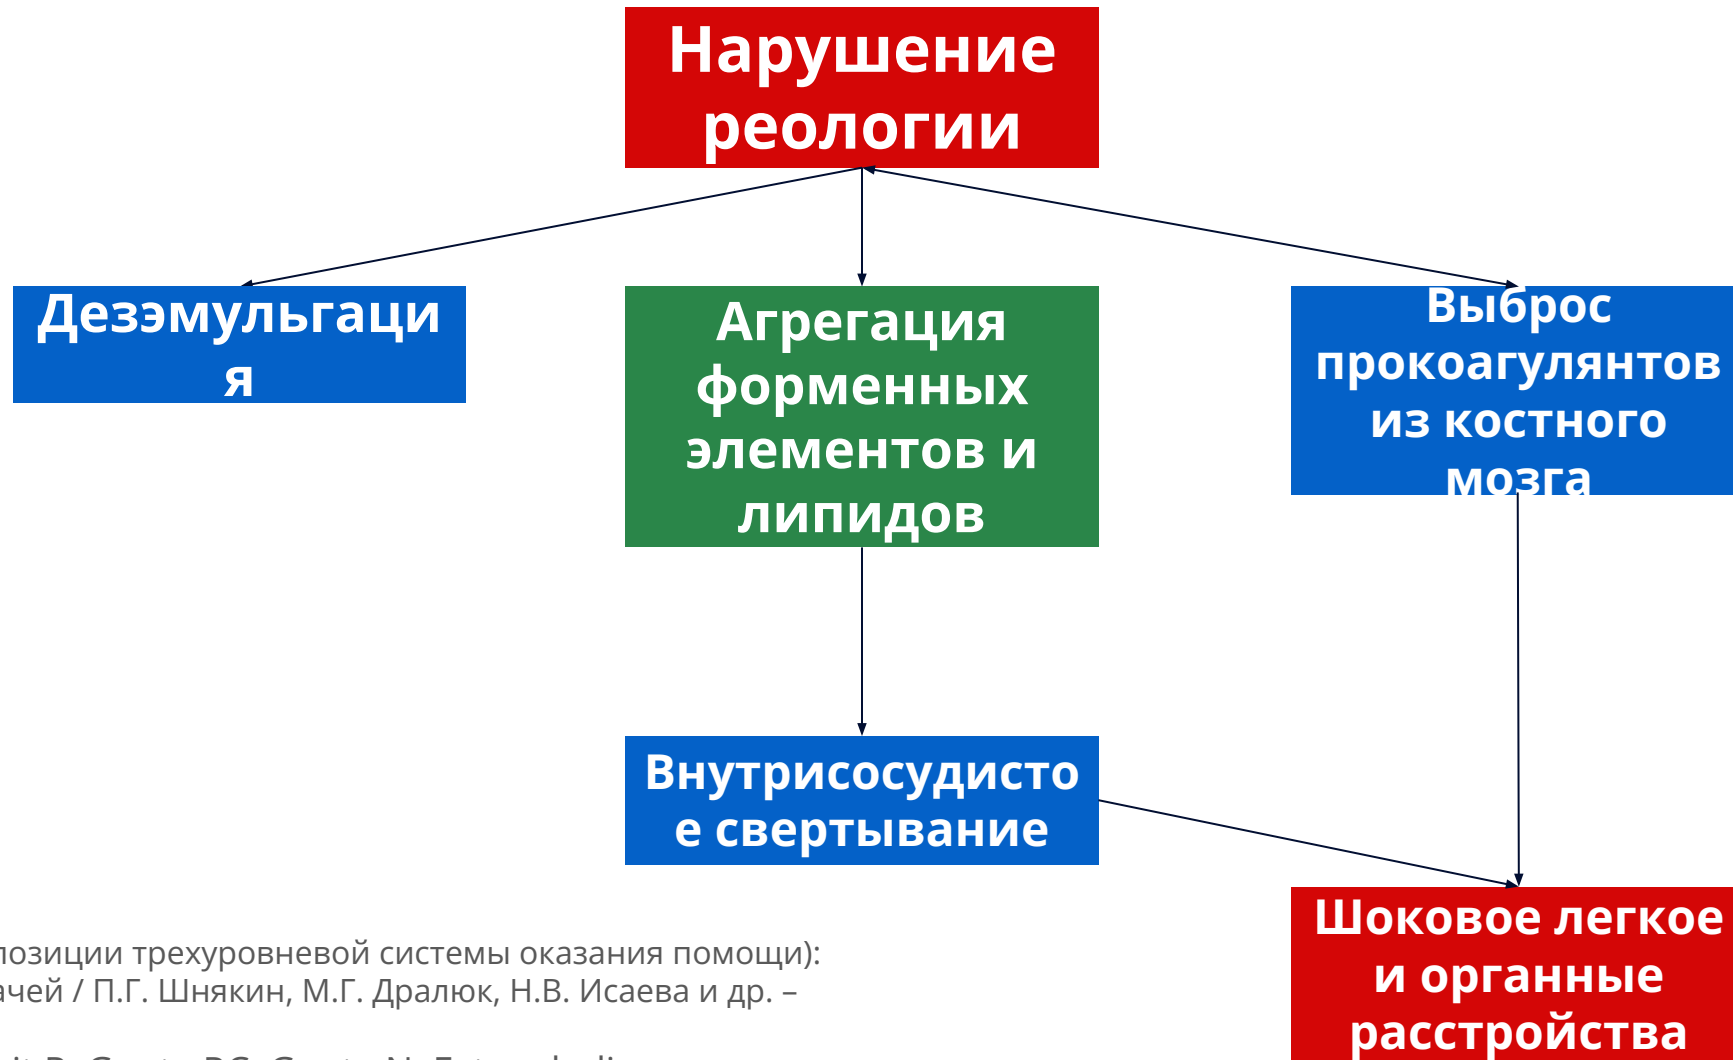 Нарушение
реологии
Дезэмульгаци
я
Агрегация
форменных
элементов и
липидов
Выброс
прокоагулянтов
из костного
мозга
Внутрисосудисто
е свертывание
Шоковое легкое
и органные
расстройства
позиции трехуровневой системы оказания помощи):
ачей / П.Г. Шнякин, М.Г. Дралюк, Н.В. Исаева и др. –